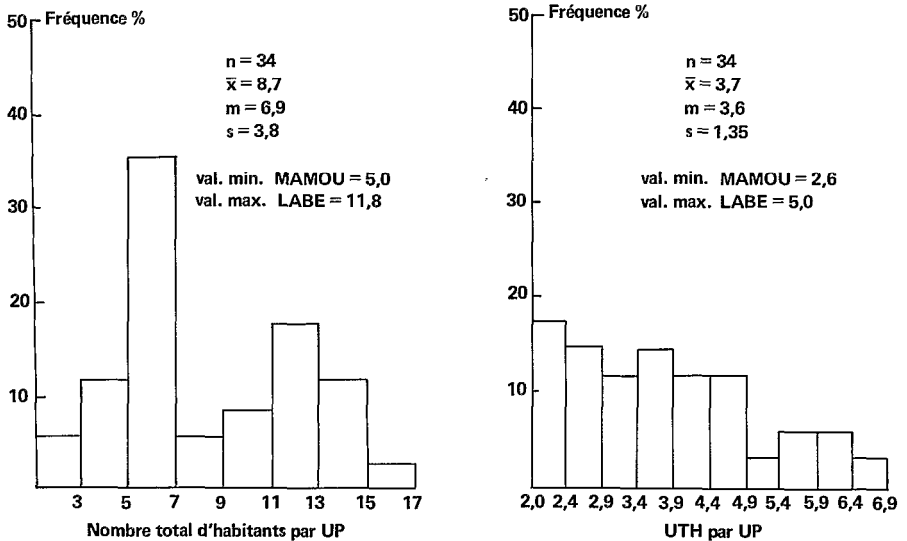 Fréquence %
50
40
30
20
10
n = 34
x̄ = 8,7
m = 6,9
s = 3,8
val. min. MAMOU = 5,0
val. max. LABE = 11,8
3 5 7 9 11 13 15 17
Nombre total d'habitants par UP
Fréquence %
50
40
30
20
10
n = 34
x̄ = 3,7
m = 3,6
s = 1,35
val. min. MAMOU = 2,6
val. max. LABE = 5,0
2,0 2,4 2,9 3,4 3,9 4,4 4,9 5,4 5,9 6,4 6,9
UTH par UP